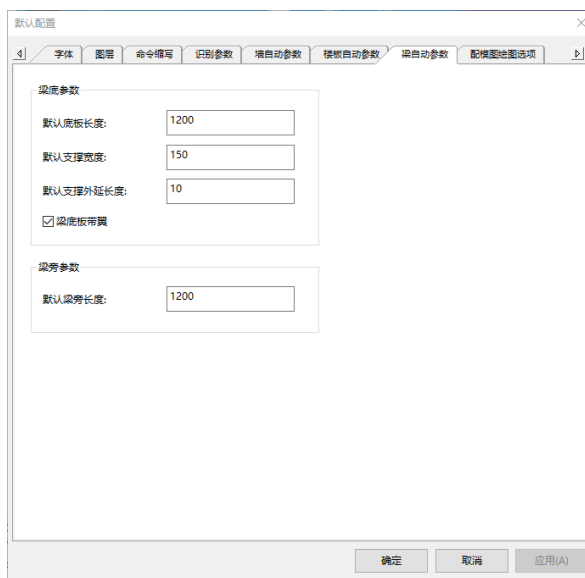 默认配置
字体 图层 命令缩写 识别参数 墙自动参数 楼板自动参数 梁自动参数 配模图绘图选项
梁底参数
默认底板长度: 1200
默认支撑宽度: 150
默认支撑外延长度: 10
梁底板带翼
梁旁参数
默认梁旁长度: 1200
确定 取消 应用(A)